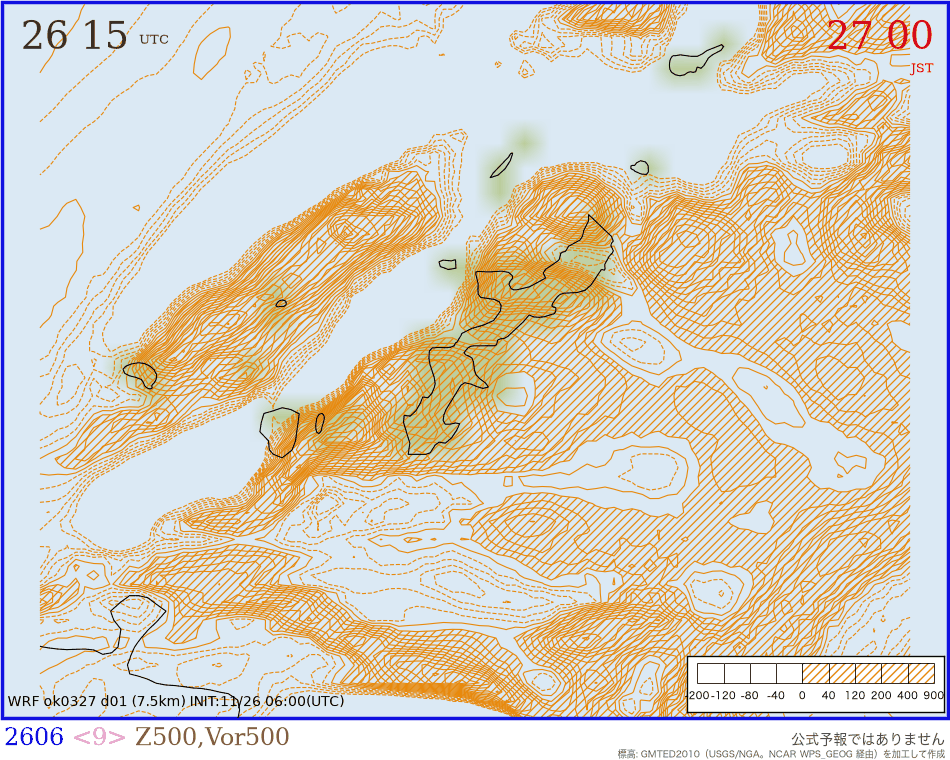 26 15 UTC
27 00
JST
-200 -120 -80 -40 0 40 120 200 400 900
WRF ok0327 d01 (7.5km) INIT:11/26 06:00(UTC)
2606 <9> Z500,Vor500
公式予報ではありません
標高: GMTED2010（USGS/NGA。NCAR WPS_GEOG 経由）を加工して作成